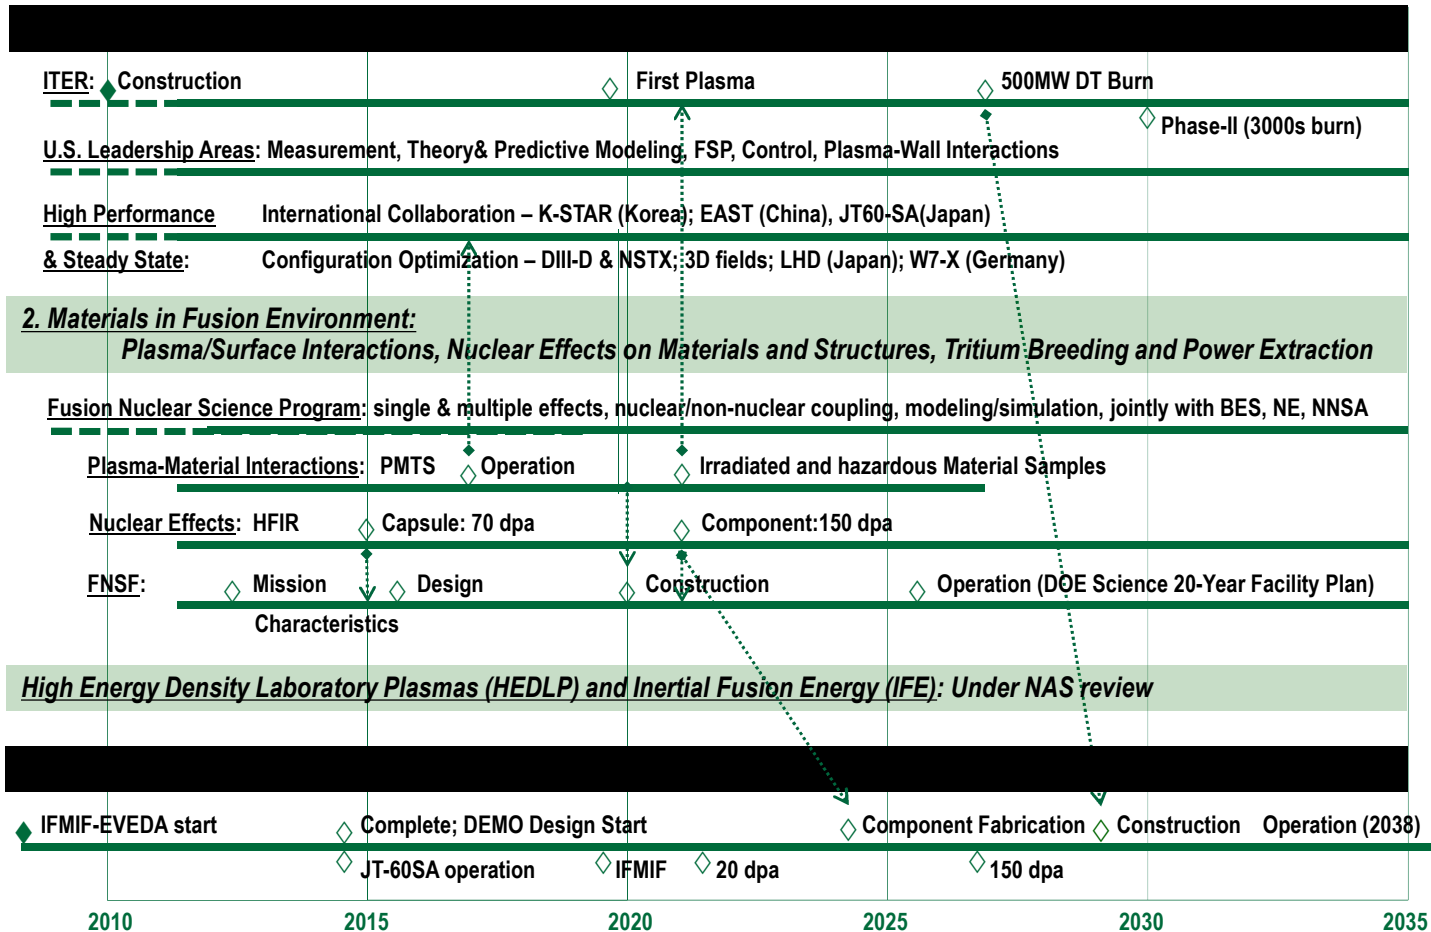 ITER: Construction First Plasma 500MW DT Burn
Phase-II (3000s burn)
U.S. Leadership Areas: Measurement, Theory& Predictive Modeling, FSP, Control, Plasma-Wall Interactions
High Performance International Collaboration – K-STAR (Korea); EAST (China), JT60-SA(Japan)
& Steady State: Configuration Optimization – DIII-D & NSTX; 3D fields; LHD (Japan); W7-X (Germany)
2. Materials in Fusion Environment:
Plasma/Surface Interactions, Nuclear Effects on Materials and Structures, Tritium Breeding and Power Extraction
Fusion Nuclear Science Program: single & multiple effects, nuclear/non-nuclear coupling, modeling/simulation, jointly with BES, NE, NNSA
Plasma-Material Interactions: PMTS Operation Irradiated and hazardous Material Samples
Nuclear Effects: HFIR Capsule: 70 dpa Component:150 dpa
FNSF: Mission Design Construction Operation (DOE Science 20-Year Facility Plan)
Characteristics
High Energy Density Laboratory Plasmas (HEDLP) and Inertial Fusion Energy (IFE): Under NAS review
IFMIF-EVEDA start Complete; DEMO Design Start Component Fabrication Construction Operation (2038)
JT-60SA operation IFMIF 20 dpa 150 dpa
2010 2015 2020 2025 2030 2035